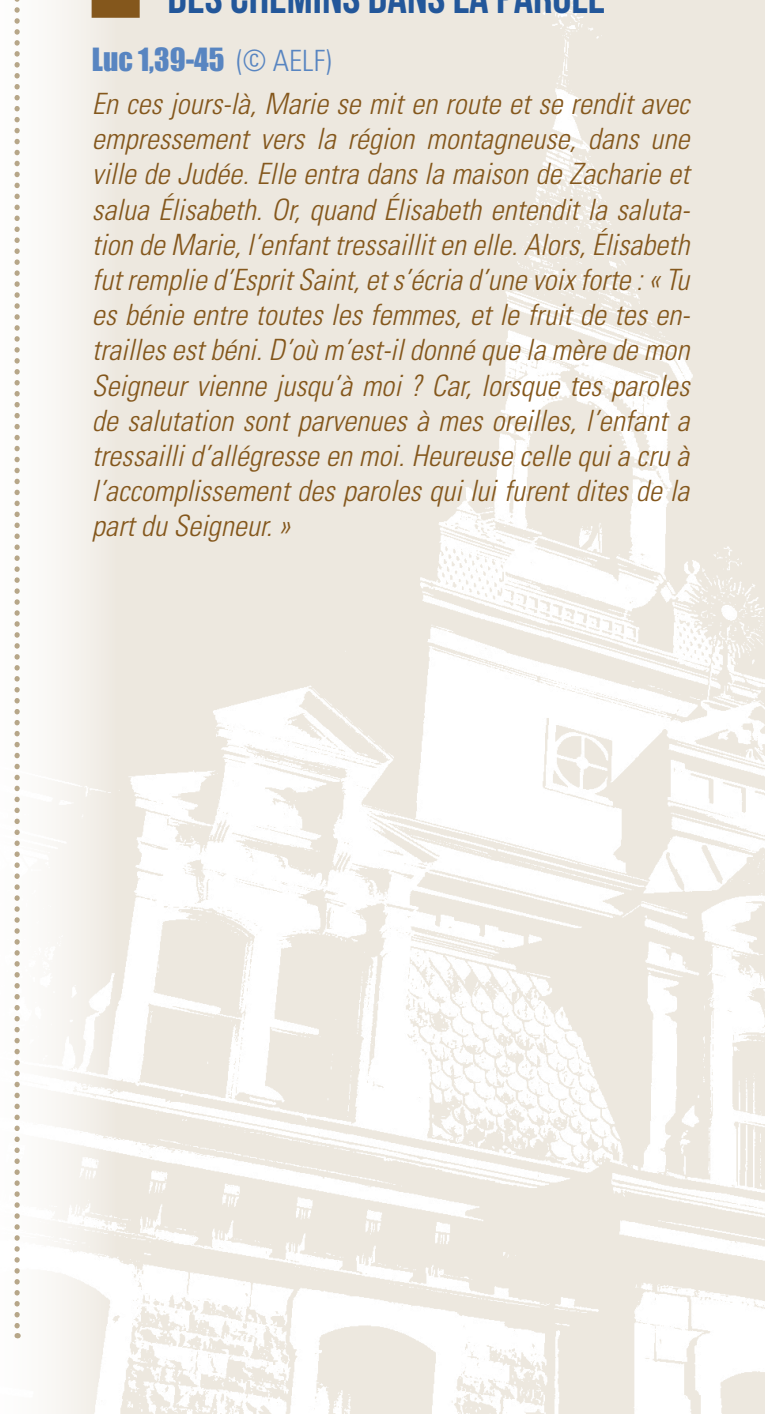 DES CHEMINS DANS LA PAROLE
Luc 1,39-45 (© AELF)
En ces jours-là, Marie se mit en route et se rendit avec
empressement vers la région montagneuse, dans une
ville de Judée. Elle entra dans la maison de Zacharie et
salua Élisabeth. Or, quand Élisabeth entendit la saluta-
tion de Marie, l'enfant tressaillit en elle. Alors, Élisabeth
fut remplie d'Esprit Saint, et s'écria d'une voix forte : « Tu
es bénie entre toutes les femmes, et le fruit de tes en-
trailles est béni. D'où m'est-il donné que la mère de mon
Seigneur vienne jusqu'à moi ? Car, lorsque tes paroles
de salutation sont parvenues à mes oreilles, l'enfant a
tressailli d'allégresse en moi. Heureuse celle qui a cru à
l'accomplissement des paroles qui lui furent dites de la
part du Seigneur. »